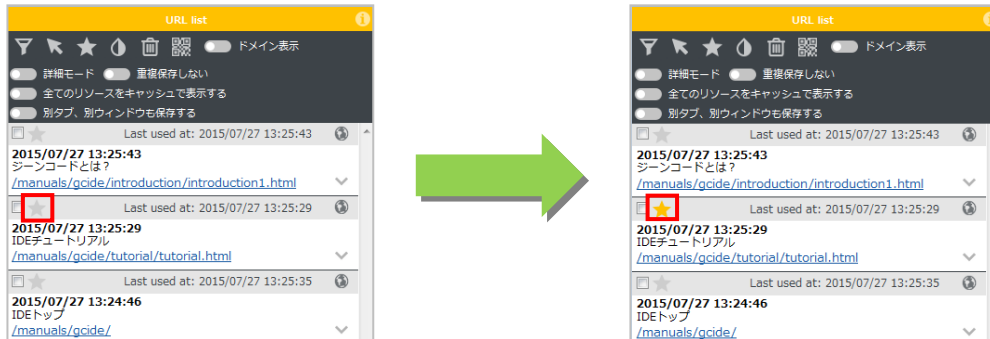 URL list
ドメイン表示
詳細モード 重複保存しない
全てのリソースをキャッシュで表示する
別タブ、別ウィンドウも保存する
Last used at: 2015/07/27 13:25:43
2015/07/27 13:25:43
ジーンコードとは？
/manuals/gcide/introduction/introduction1.html
Last used at: 2015/07/27 13:25:29
2015/07/27 13:25:29
IDEチュートリアル
/manuals/gcide/tutorial/tutorial.html
Last used at: 2015/07/27 13:25:35
2015/07/27 13:24:46
IDEトップ
/manuals/gcide/
URL list
ドメイン表示
詳細モード 重複保存しない
全てのリソースをキャッシュで表示する
別タブ、別ウィンドウも保存する
Last used at: 2015/07/27 13:25:43
2015/07/27 13:25:43
ジーンコードとは？
/manuals/gcide/introduction/introduction1.html
Last used at: 2015/07/27 13:25:29
2015/07/27 13:25:29
IDEチュートリアル
/manuals/gcide/tutorial/tutorial.html
Last used at: 2015/07/27 13:25:35
2015/07/27 13:24:46
IDEトップ
/manuals/gcide/